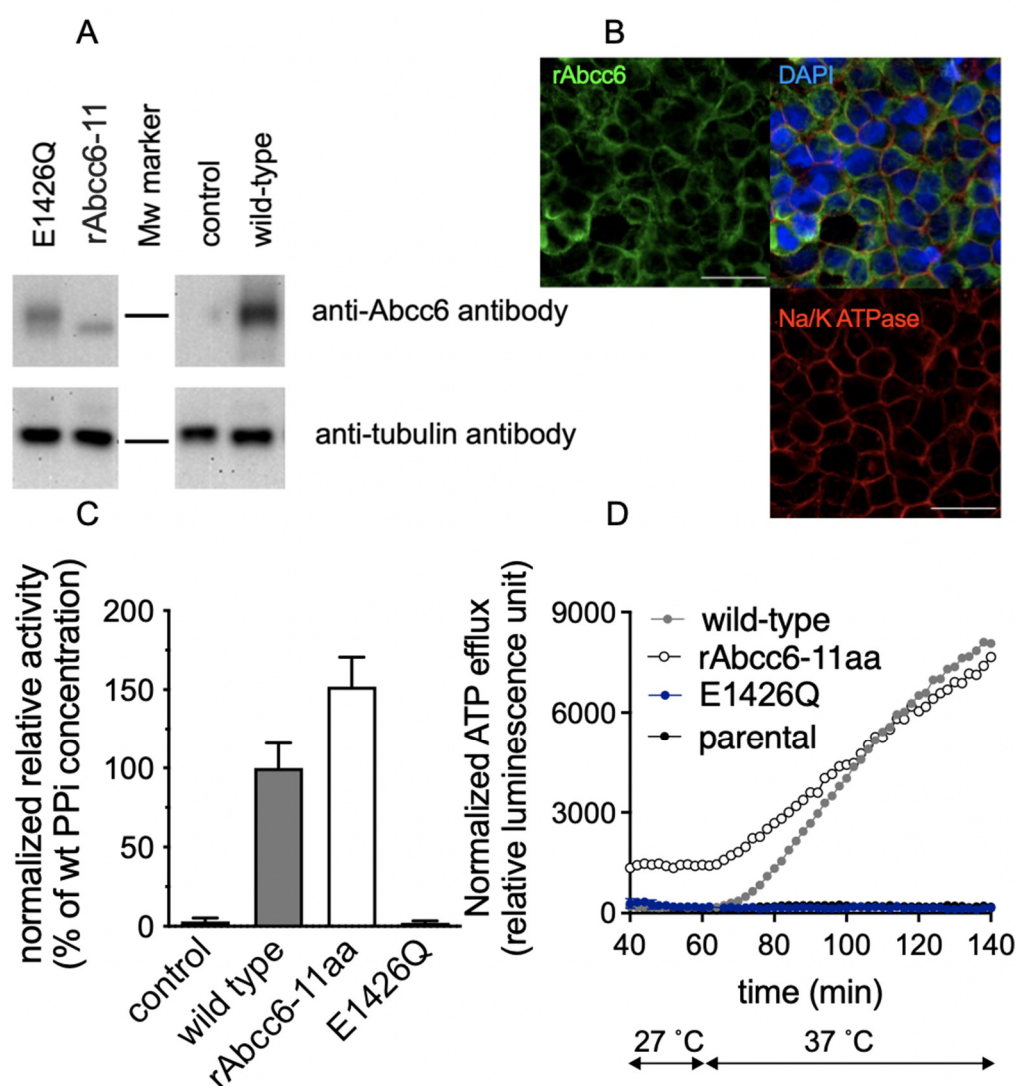 A
E1426Q
rAbcc6-11
Mw marker
control
wild-type
anti-Abcc6 antibody
anti-tubulin antibody
B
rAbcc6
DAPI
Na/K ATPase
C
normalized relative activity
(% of wt PPi concentration)
200
150
100
50
0
control
wild type
rAbcc6-11aa
E1426Q
D
Normalized ATP efflux
(relative luminescence unit)
9000
6000
3000
0
wild-type
rAbcc6-11aa
E1426Q
parental
40 60 80 100 120 140
time (min)
27 ˚C 37 ˚C